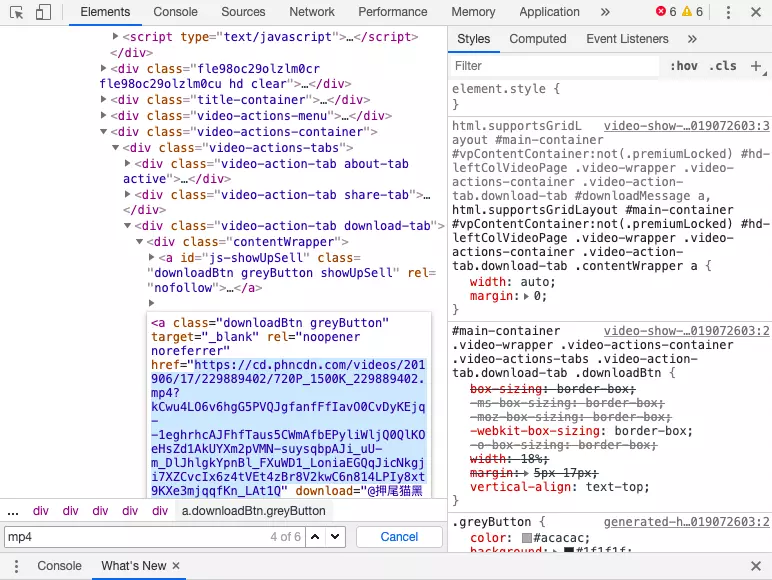 Elements Console Sources Network Performance Memory Application » 6 6
<script type="text/javascript">…</script>
</div>
<div class="fle98oc29olzlm0cr
fle98oc29olzlm0cu hd clear">…</div>
<div class="title-container">…</div>
<div class="video-actions-menu">…</div>
<div class="video-actions-container">
<div class="video-actions-tabs">
<div class="video-action-tab about-tab
active">…</div>
<div class="video-action-tab share-tab">…
</div>
<div class="video-action-tab download-tab">
<div class="contentWrapper">
<a id="js-showUpSell" class=
"downloadBtn greyButton showUpSell" rel=
"nofollow">…</a>
<a class="downloadBtn greyButton"
target="_blank" rel="noopener
noreferrer"
href="https://cd.phncdn.com/videos/201
906/17/229889402/720P_1500K_229889402.
mp4?
kCwu4LO6v6hgG5PVQJgfanfFfIavO0CvDyKEjq
-
-1eghrhcAJFhfTaus5CWmAfbEPyliWljQ0QlKO
eHsZd1AkUYXm2pVMN-suysqbpAJi_uU-
m_DlJhlgkYpnBl_FXuWD1_LoniaEGQqJicNkgj
i7XZCvcIx6z4tVEt4zBr8V2kwC6n814LPIy8xt
9KXe3mjqqfKn_LAt1Q" download="@押尾猫黑
... div div div div div a.downloadBtn.greyButton
mp4 4 of 6 Cancel
Console What's New ×
Styles Computed Event Listeners »
Filter :hov .cls +
element.style {
}
html.supportsGridL video-show-…019072603:3
ayout #main-container
#vpContentContainer:not(.premiumLocked) #hd-
leftColVideoPage .video-wrapper .video-
actions-container .video-action-
tab.download-tab #downloadMessage a,
html.supportsGridLayout #main-container
#vpContentContainer:not(.premiumLocked) #hd-
leftColVideoPage .video-wrapper .video-
actions-container .video-action-
tab.download-tab .contentWrapper a {
width: auto;
margin: 0;
}
#main-container video-show-…019072603:2
.video-wrapper .video-actions-container
.video-actions-tabs .video-action-
tab.download-tab .downloadBtn {
box-sizing: border-box;
-ms-box-sizing: border-box;
-moz-box-sizing: border-box;
-webkit-box-sizing: border-box;
-o-box-sizing: border-box;
width: 18%;
margin: 5px 17px;
vertical-align: text-top;
}
.greyButton { generated-h…019072603:2
color: #acacac;
background: #1f1f1f;